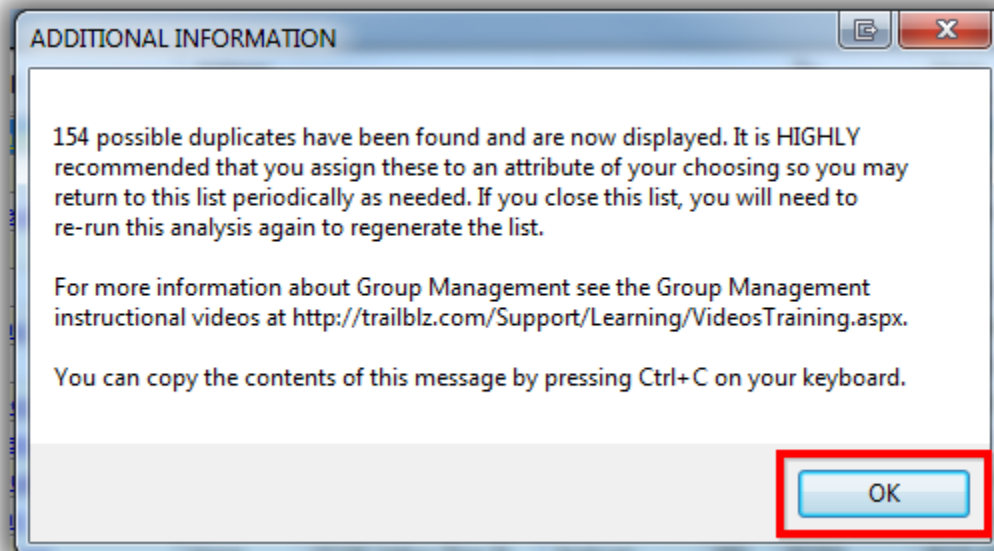 ADDITIONAL INFORMATION
154 possible duplicates have been found and are now displayed. It is HIGHLY
recommended that you assign these to an attribute of your choosing so you may
return to this list periodically as needed. If you close this list, you will need to
re-run this analysis again to regenerate the list.
For more information about Group Management see the Group Management
instructional videos at http://trailblz.com/Support/Learning/VideosTraining.aspx.
You can copy the contents of this message by pressing Ctrl+C on your keyboard.
OK